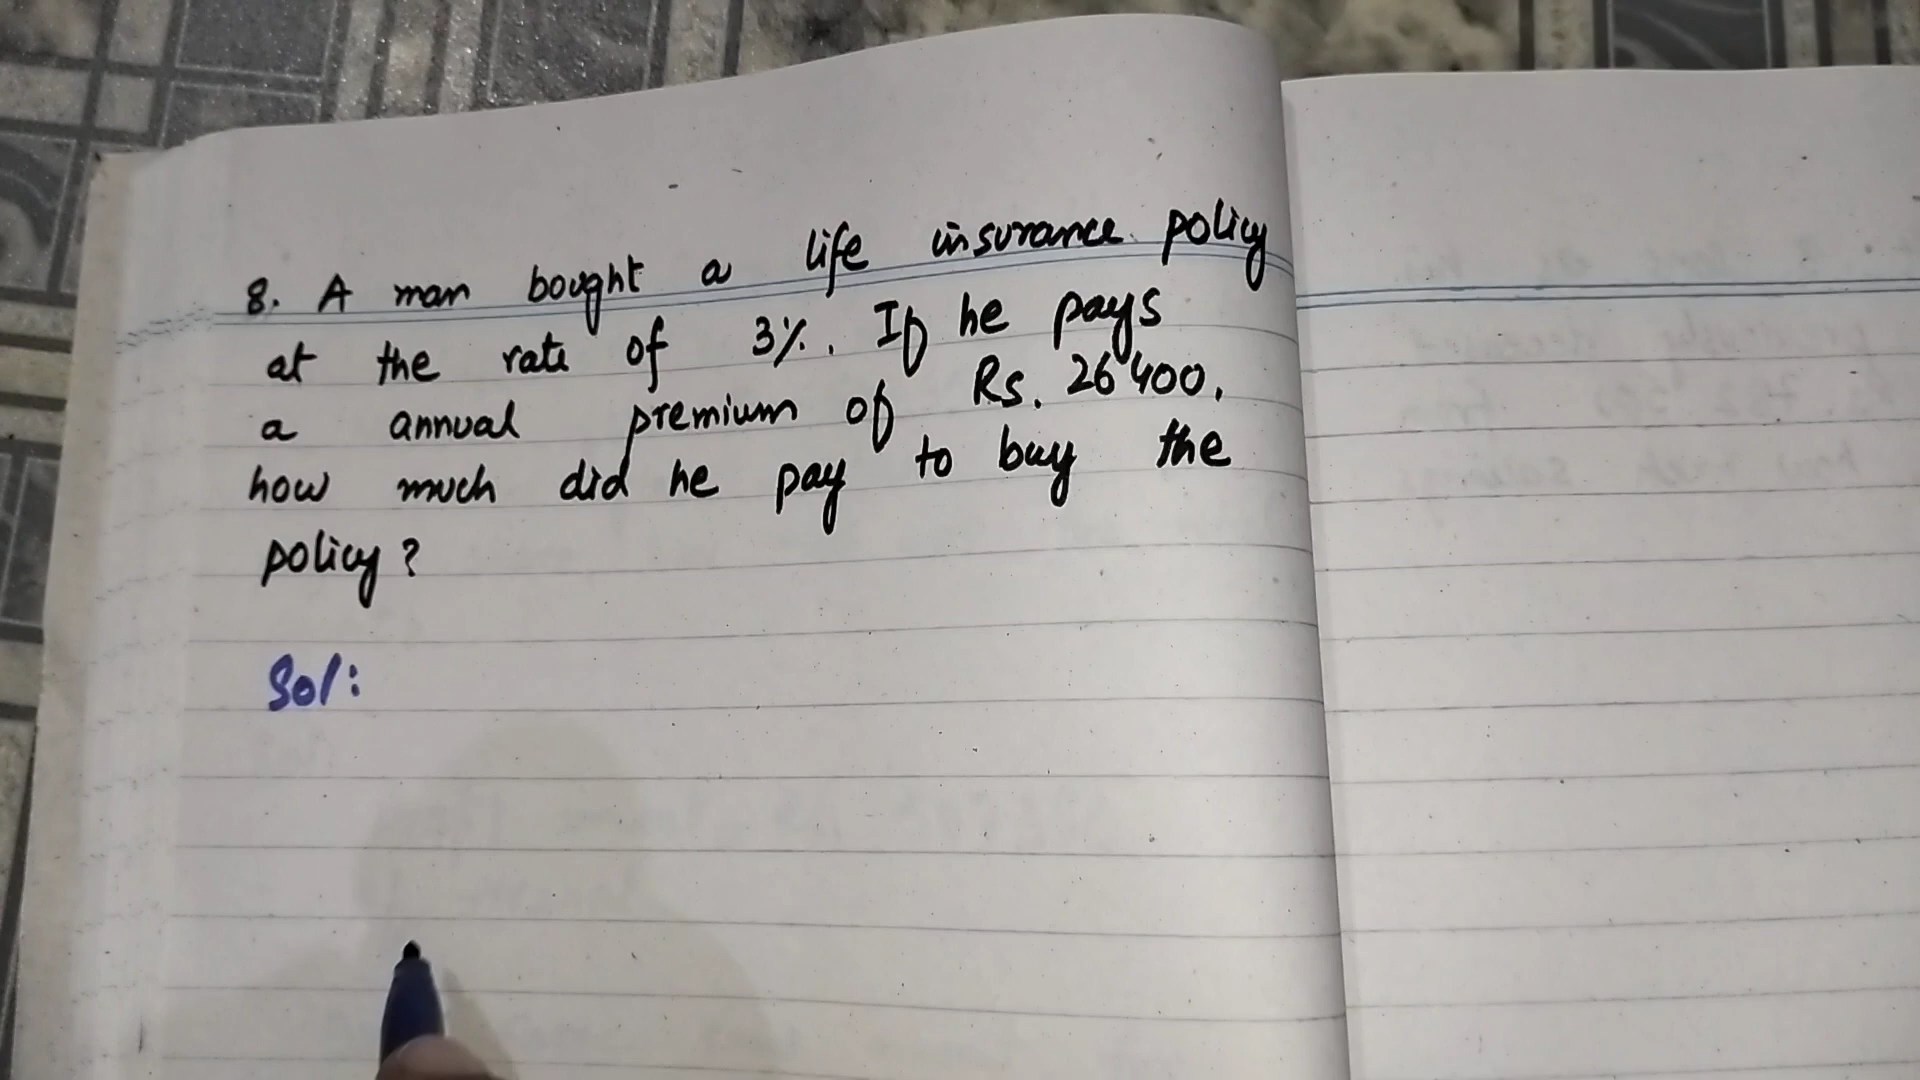 8. A man bought a life insurance policy
at the rate of 3%. If he pays
a annual premium of Rs. 26400,
how much did he pay to buy the
policy?
Sol: